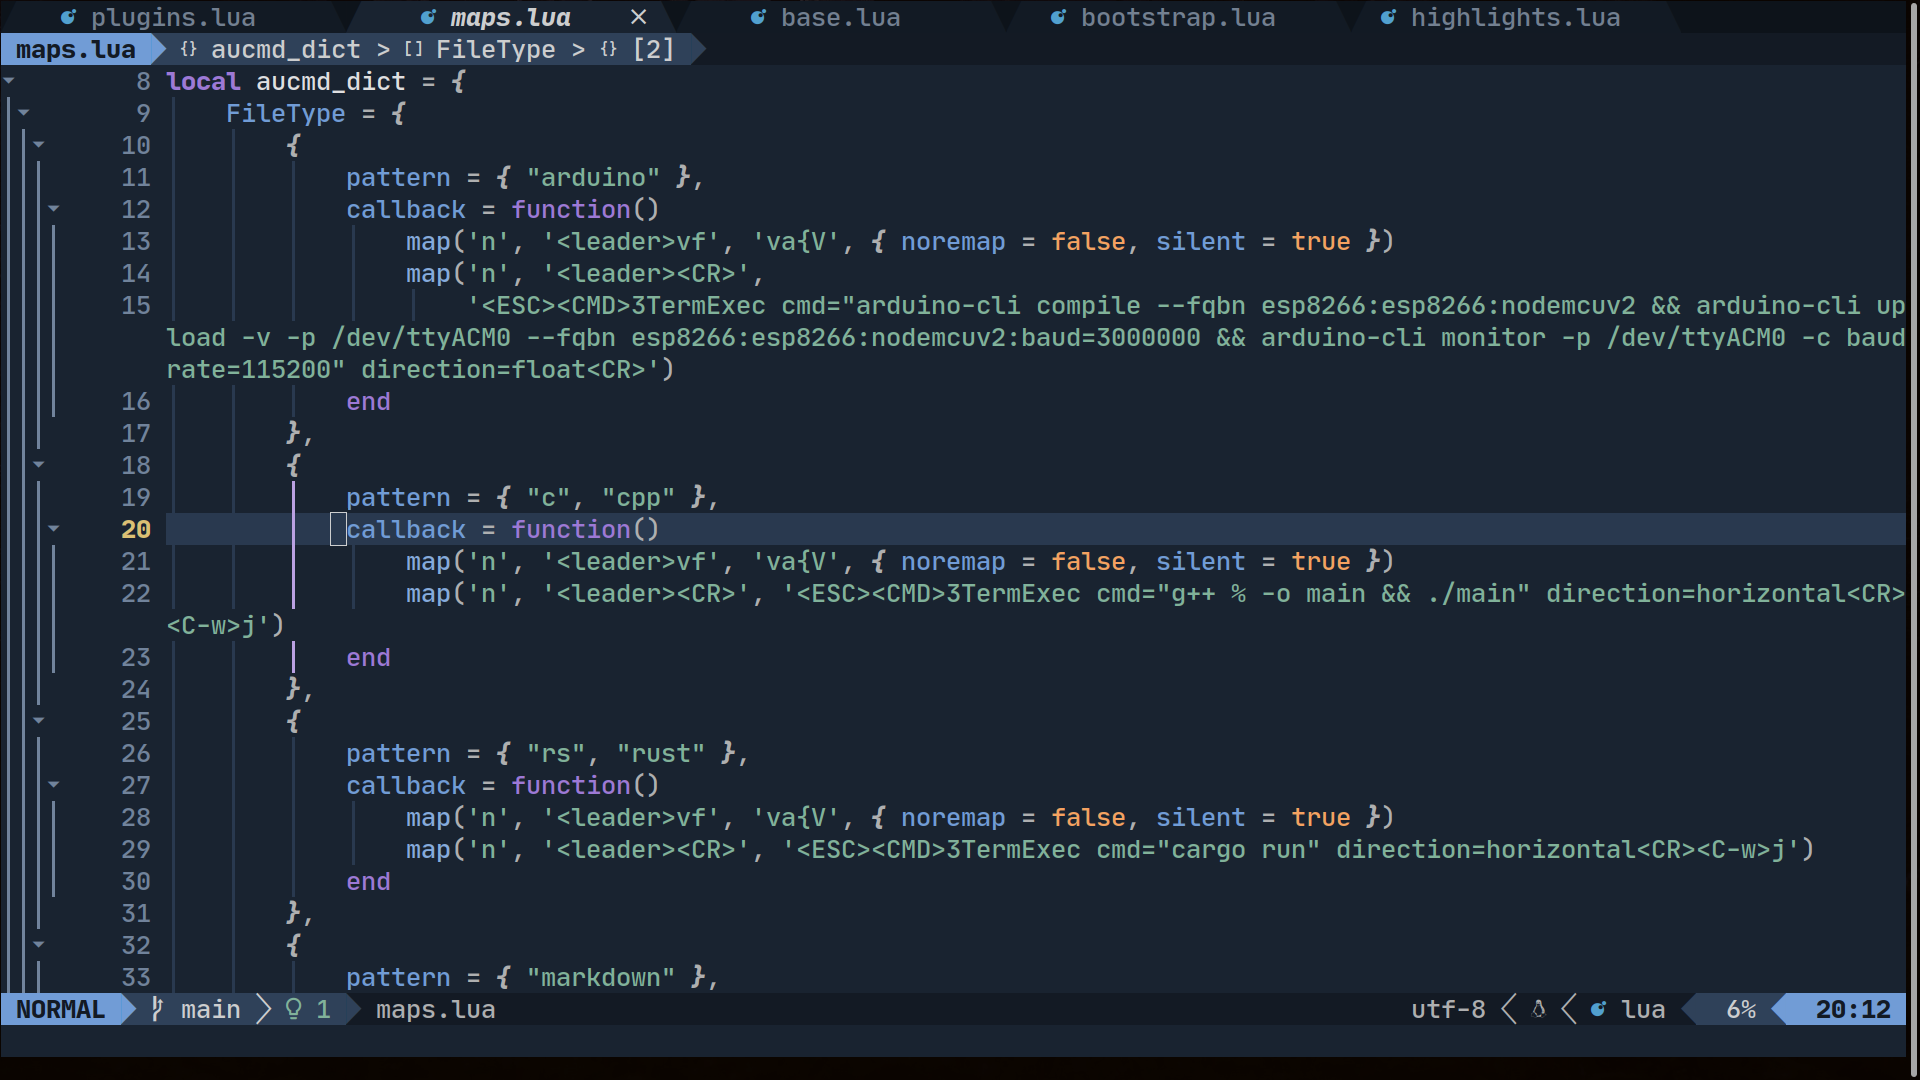 plugins.lua maps.lua × base.lua bootstrap.lua highlights.lua
maps.lua {} aucmd_dict > [] FileType > {} [2]
8 local aucmd_dict = {
9     FileType = {
10         {
11             pattern = { "arduino" },
12             callback = function()
13                 map('n', '<leader>vf', 'va{V', { noremap = false, silent = true })
14                 map('n', '<leader><CR>',
15                     '<ESC><CMD>3TermExec cmd="arduino-cli compile --fqbn esp8266:esp8266:nodemcuv2 && arduino-cli up
load -v -p /dev/ttyACM0 --fqbn esp8266:esp8266:nodemcuv2:baud=3000000 && arduino-cli monitor -p /dev/ttyACM0 -c baud
rate=115200" direction=float<CR>')
16             end
17         },
18         {
19             pattern = { "c", "cpp" },
20             callback = function()
21                 map('n', '<leader>vf', 'va{V', { noremap = false, silent = true })
22                 map('n', '<leader><CR>', '<ESC><CMD>3TermExec cmd="g++ % -o main && ./main" direction=horizontal<CR>
<C-w>j')
23             end
24         },
25         {
26             pattern = { "rs", "rust" },
27             callback = function()
28                 map('n', '<leader>vf', 'va{V', { noremap = false, silent = true })
29                 map('n', '<leader><CR>', '<ESC><CMD>3TermExec cmd="cargo run" direction=horizontal<CR><C-w>j')
30             end
31         },
32         {
33             pattern = { "markdown" },
NORMAL main 1 maps.lua utf-8 lua 6% 20:12